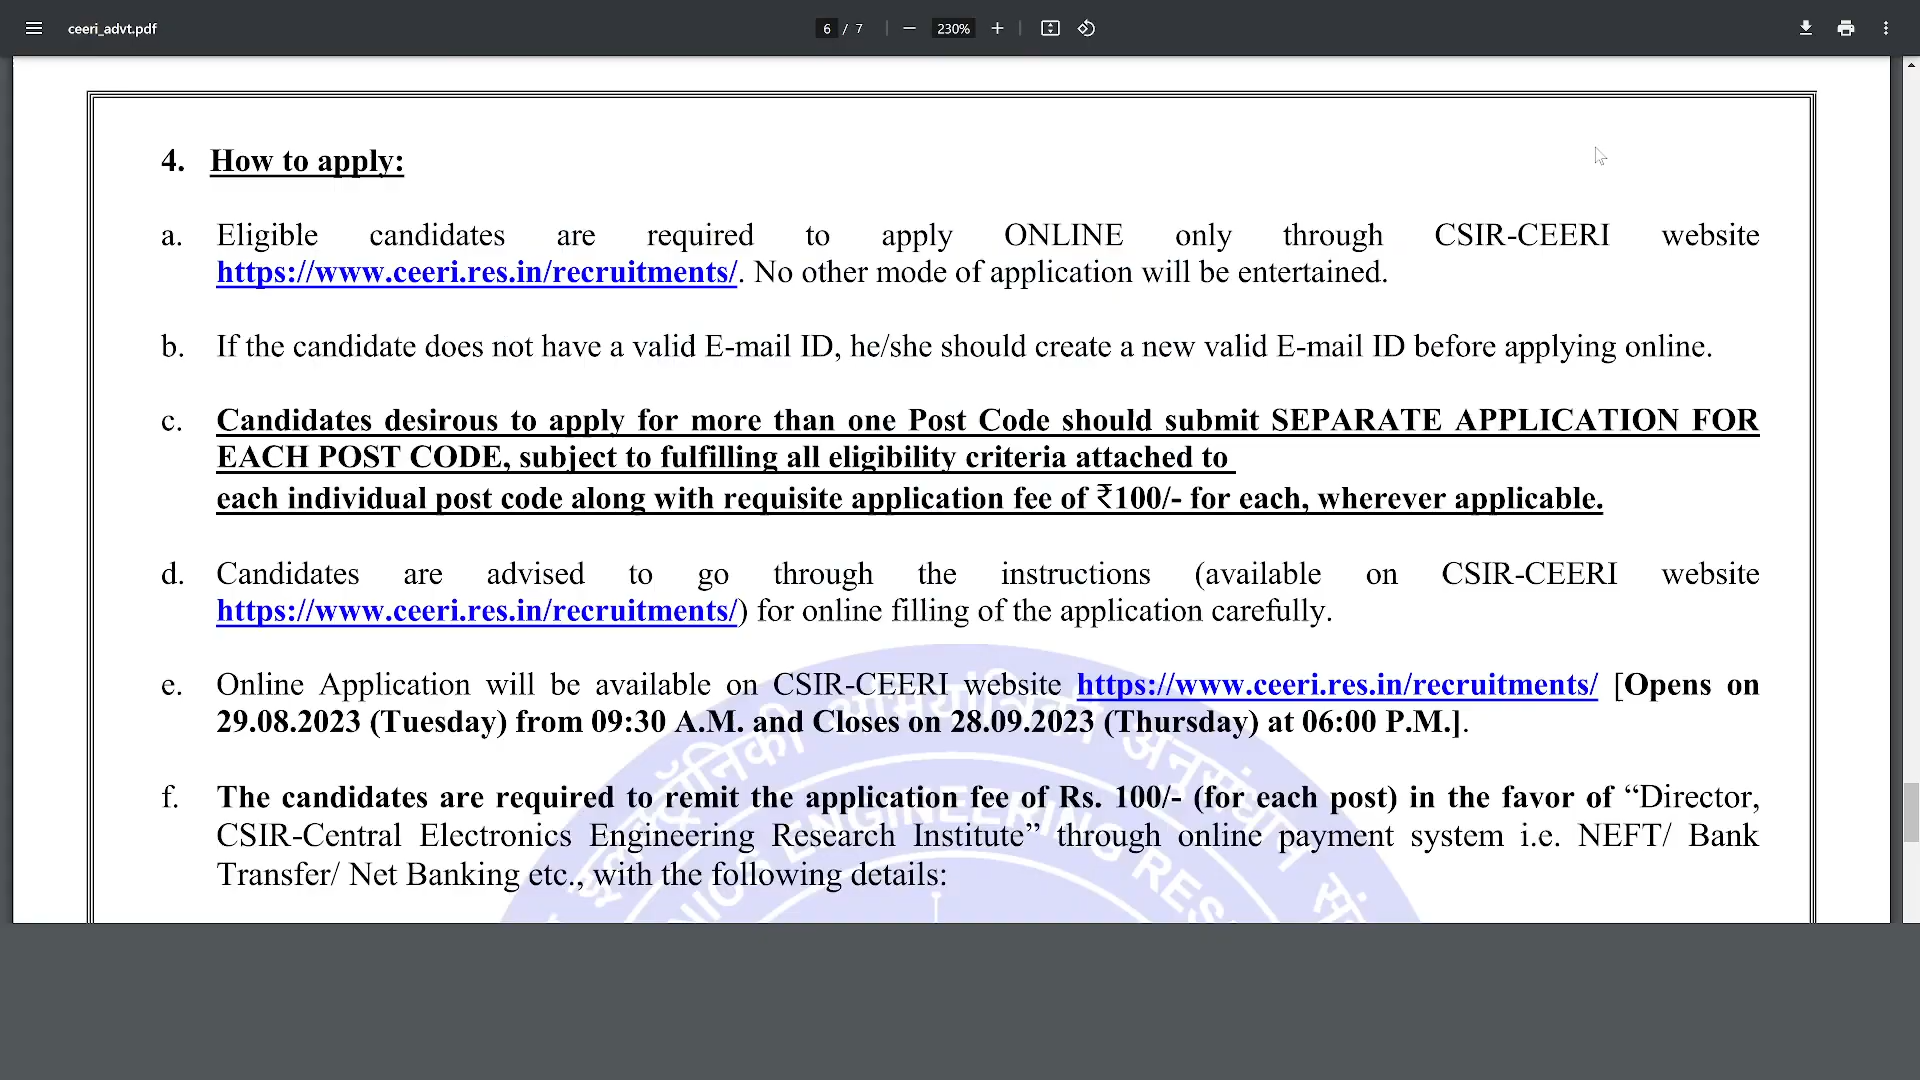 ceeri_advt.pdf
6 / 7
230%
4. How to apply:
a. Eligible candidates are required to apply ONLINE only through CSIR-CEERI website
https://www.ceeri.res.in/recruitments/. No other mode of application will be entertained.
b. If the candidate does not have a valid E-mail ID, he/she should create a new valid E-mail ID before applying online.
c. Candidates desirous to apply for more than one Post Code should submit SEPARATE APPLICATION FOR
EACH POST CODE, subject to fulfilling all eligibility criteria attached to
each individual post code along with requisite application fee of ₹100/- for each, wherever applicable.
d. Candidates are advised to go through the instructions (available on CSIR-CEERI website
https://www.ceeri.res.in/recruitments/) for online filling of the application carefully.
e. Online Application will be available on CSIR-CEERI website https://www.ceeri.res.in/recruitments/ [Opens on
29.08.2023 (Tuesday) from 09:30 A.M. and Closes on 28.09.2023 (Thursday) at 06:00 P.M.].
f. The candidates are required to remit the application fee of Rs. 100/- (for each post) in the favor of “Director,
CSIR-Central Electronics Engineering Research Institute” through online payment system i.e. NEFT/ Bank
Transfer/ Net Banking etc., with the following details: